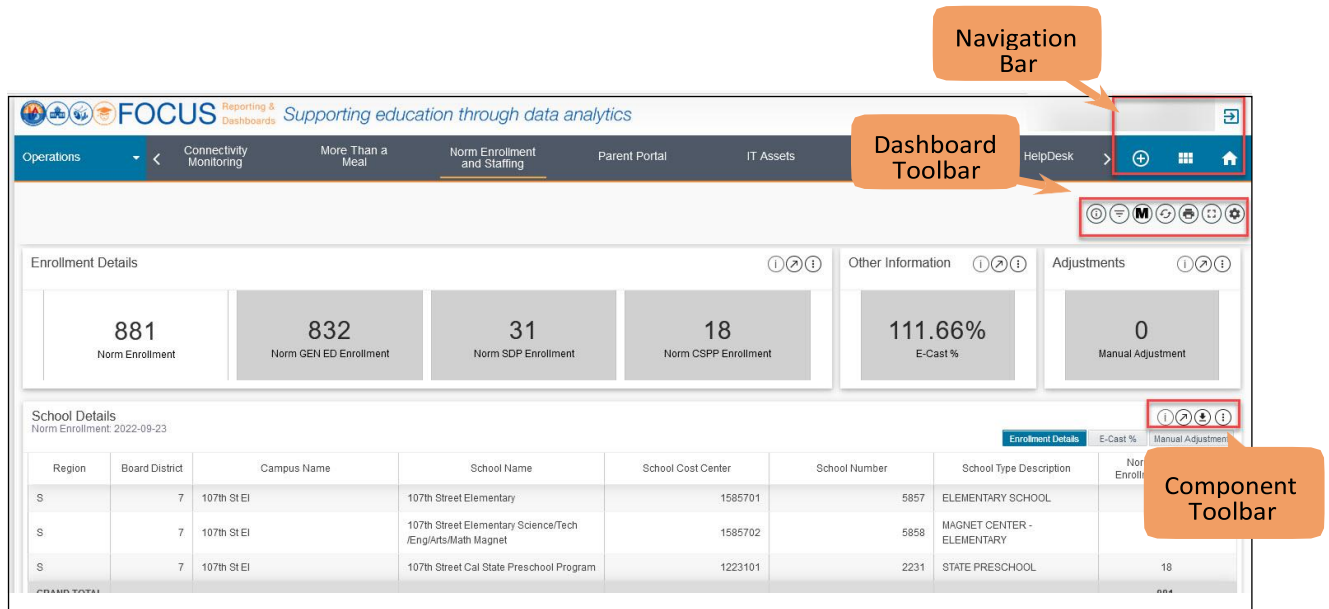 Navigation
Bar
FOCUS Reporting &
Dashboards Supporting education through data analytics
Dashboard
Toolbar
Operations
Connectivity
Monitoring
More Than a
Meal
Norm Enrollment
and Staffing
Parent Portal
IT Assets
HelpDesk
M
Enrollment Details
881
Norm Enrollment
832
Norm GEN ED Enrollment
31
Norm SDP Enrollment
18
Norm CSPP Enrollment
Other Information
111.66%
E-Cast %
Adjustments
0
Manual Adjustment
School Details
Norm Enrollment: 2022-09-23
Enrollment Details E-Cast % Manual Adjustment
Region Board District Campus Name School Name School Cost Center School Number School Type Description
S 7 107th St El 107th Street Elementary 1585701 5857 ELEMENTARY SCHOOL
S 7 107th St El 107th Street Elementary Science/Tech
/Eng/Arts/Math Magnet 1585702 5858 MAGNET CENTER -
ELEMENTARY
S 7 107th St El 107th Street Cal State Preschool Program 1223101 2231 STATE PRESCHOOL 18
GRAND TOTAL 881
Component
Toolbar